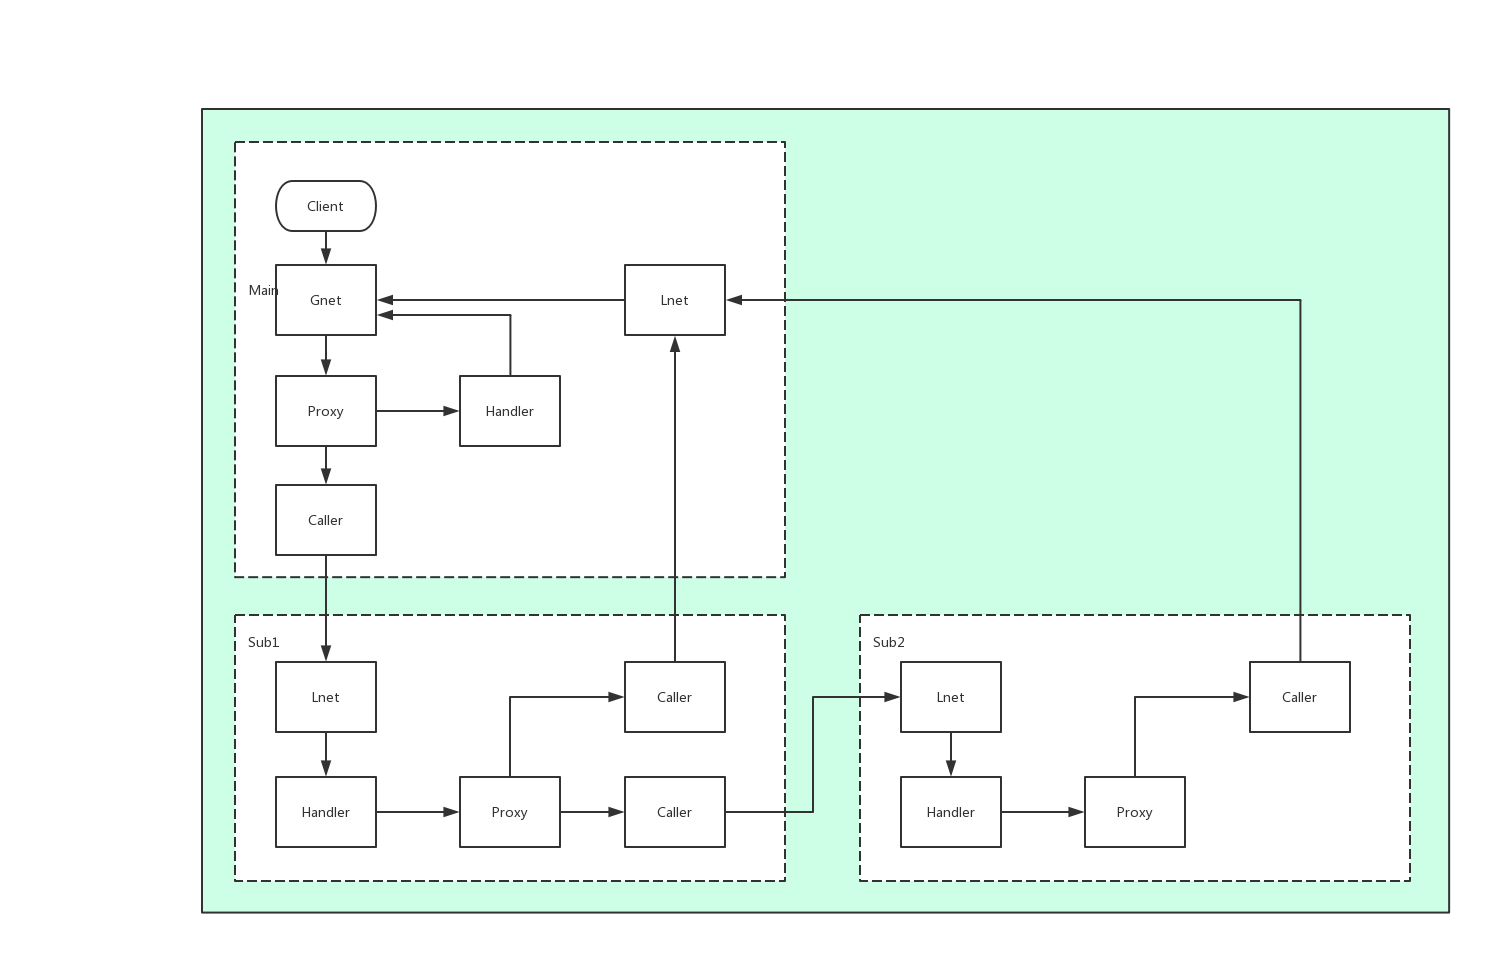 Client
Main
Gnet
Lnet
Proxy
Handler
Caller
Sub1
Lnet
Caller
Handler
Proxy
Caller
Sub2
Lnet
Caller
Handler
Proxy